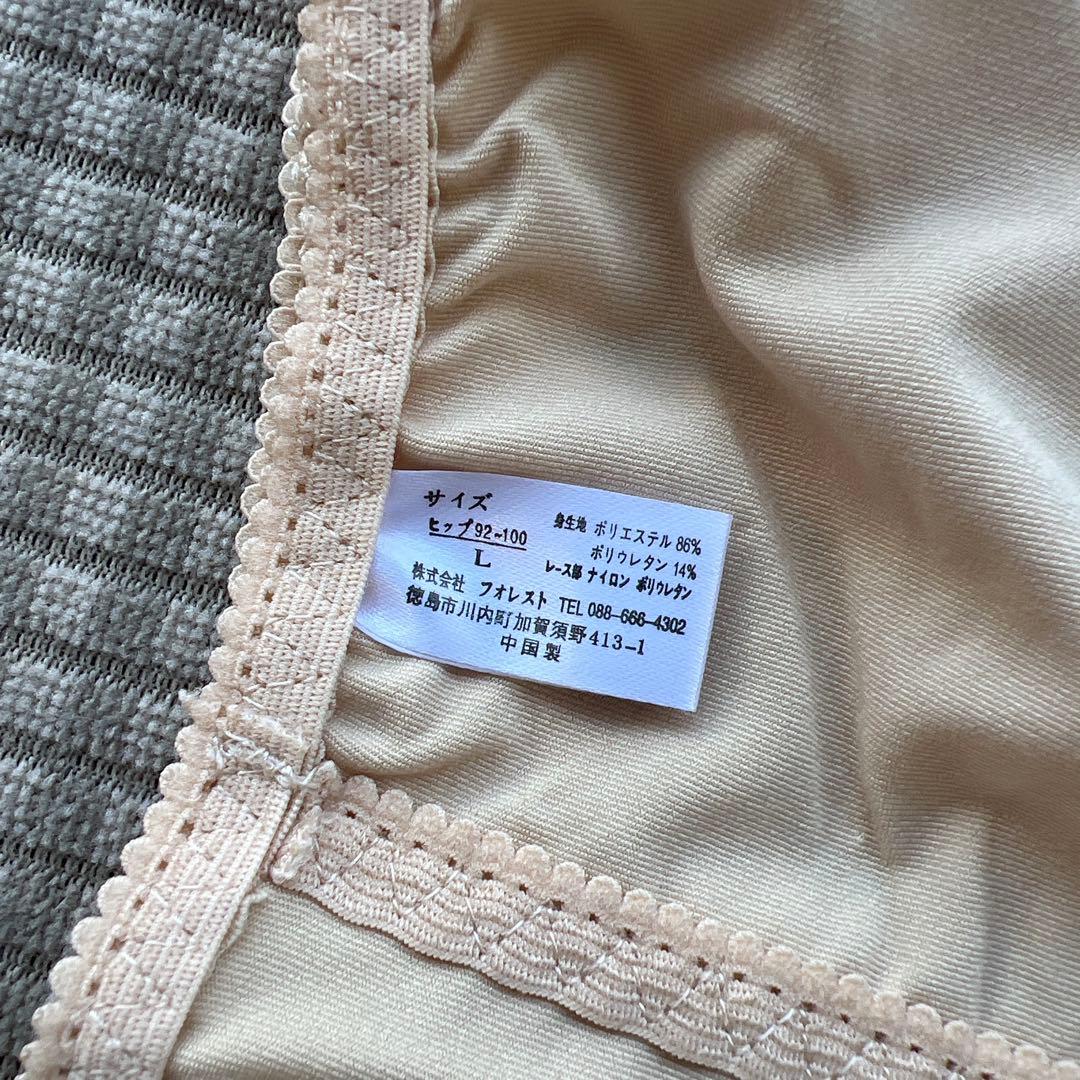 サイズ
ヒップ92~100
L
身生地 ポリエステル 86%
ポリウレタン 14%
レース部 ナイロン ポリウレタン
株式会社 フォレスト TEL 088-666-4302
徳島市川内町加賀須野413-1
中国製